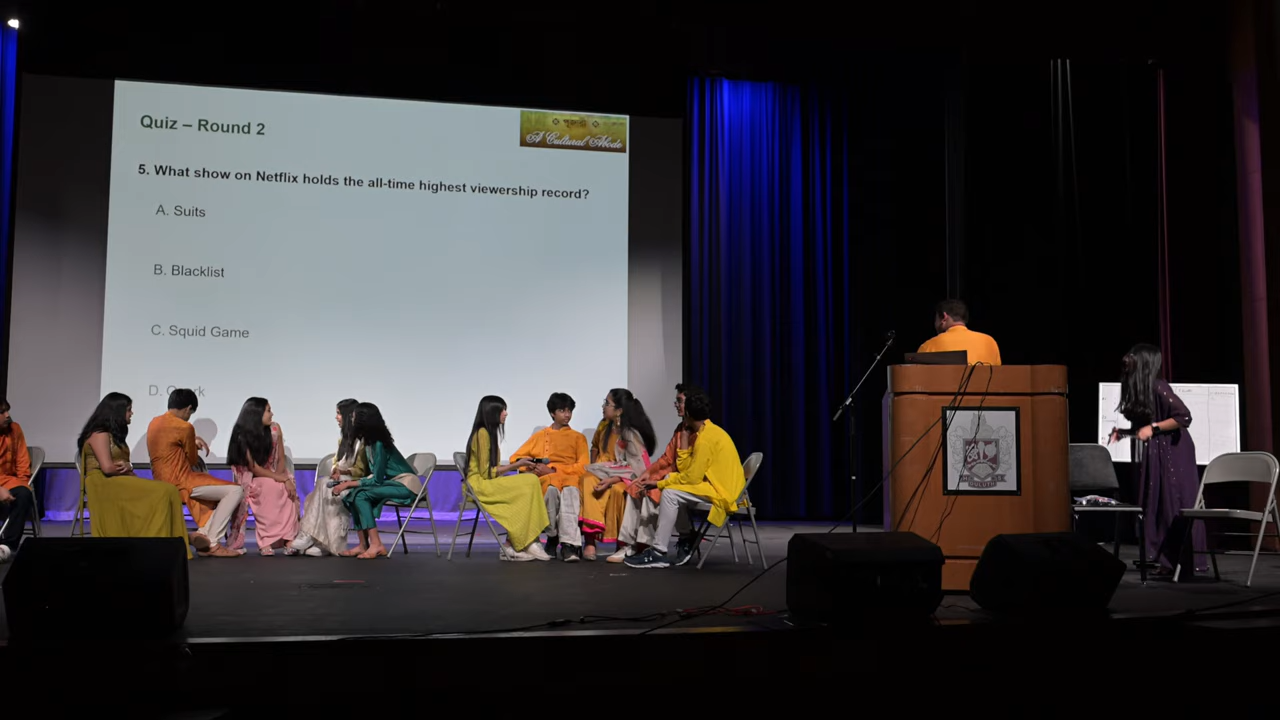 Quiz – Round 2
A Cultural Abode
5. What show on Netflix holds the all-time highest viewership record?
A. Suits
B. Blacklist
C. Squid Game
D.